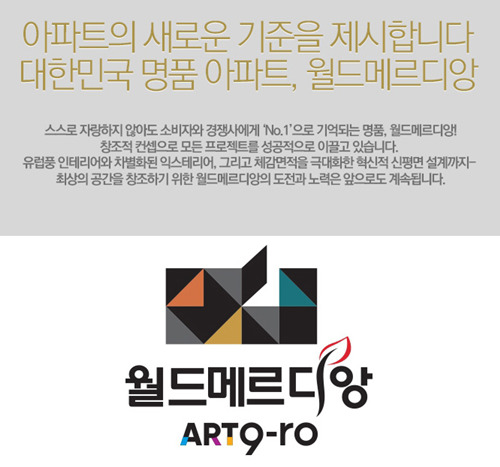 아파트의 새로운 기준을 제시합니다
대한민국 명품 아파트, 월드메르디앙
스스로 자랑하지 않아도 소비자와 경쟁사에게 'No.1'으로 기억되는 명품, 월드메르디앙!
창조적 컨셉으로 모든 프로젝트를 성공적으로 이끌고 있습니다.
유럽풍 인테리어와 차별화된 익스테리어, 그리고 체감면적을 극대화한 혁신적 신평면 설계까지-
최상의 공간을 창조하기 위한 월드메르디앙의 도전과 노력은 앞으로도 계속됩니다.
월드메르디앙
ART9-ro